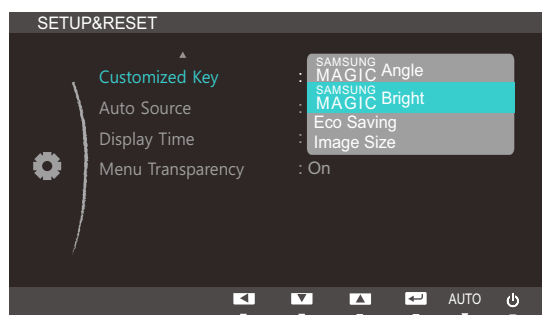 SETUP&RESET
Customized Key :
SAMSUNG
MAGIC Angle
SAMSUNG
MAGIC Bright
Auto Source :
Eco Saving
Display Time :
Image Size
Menu Transparency : On
AUTO